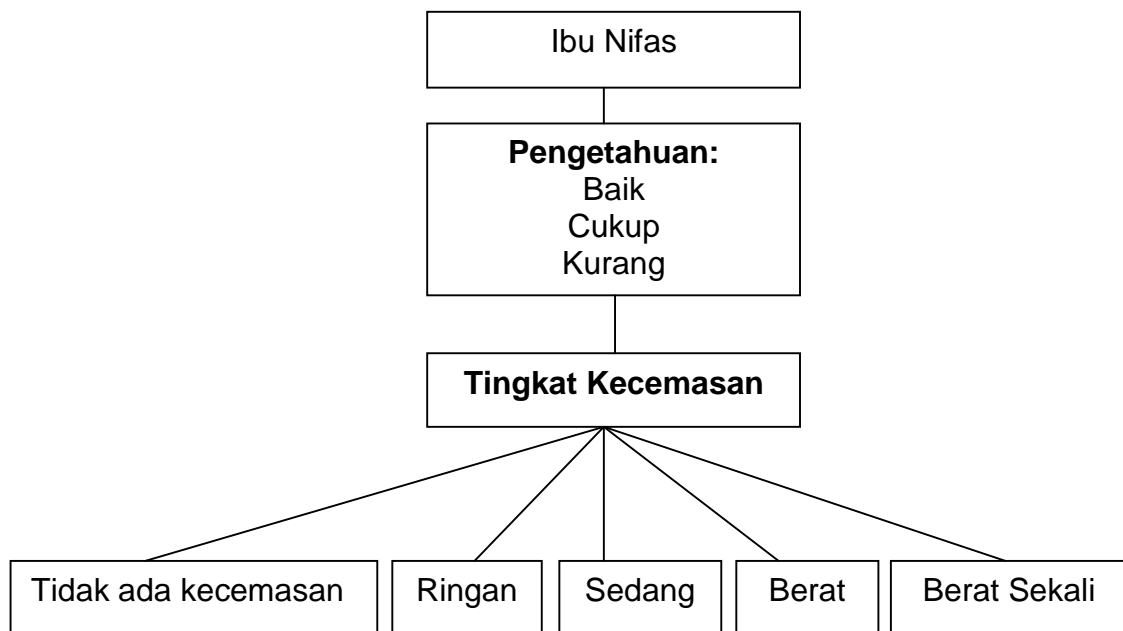 Ibu Nifas
Pengetahuan:
Baik
Cukup
Kurang
Tingkat Kecemasan
Tidak ada kecemasan
Ringan
Sedang
Berat
Berat Sekali